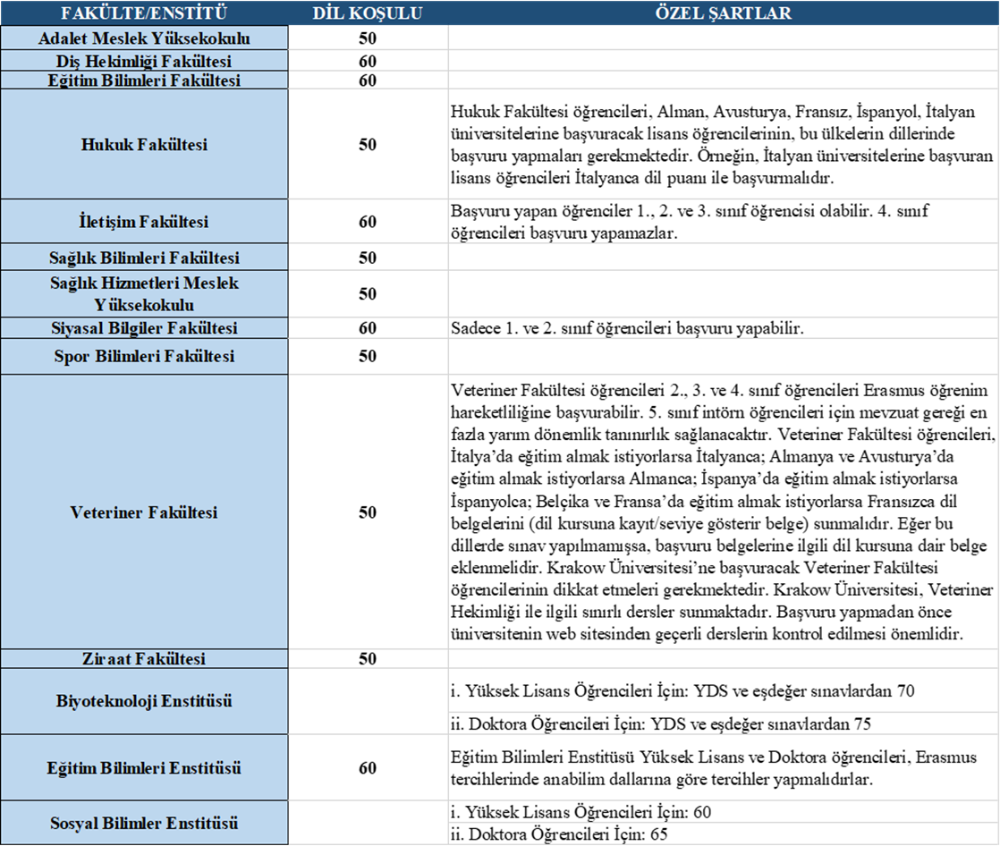 FAKÜLTE/ENSTİTÜ DİL KOŞULU ÖZEL ŞARTLAR
Adalet Meslek Yüksekokulu 50
Diş Hekimliği Fakültesi 60
Eğitim Bilimleri Fakültesi 60
Hukuk Fakültesi 50
Hukuk Fakültesi öğrencileri, Alman, Avusturya, Fransız, İspanyol, İtalyan
üniversitelerine başvuracak lisans öğrencilerinin, bu ülkelerin dillerinde
başvuru yapmaları gerekmektedir. Örneğin, İtalyan üniversitelerine başvuran
lisans öğrencileri İtalyanca dil puanı ile başvurmalıdır.
İletişim Fakültesi 60
Başvuru yapan öğrenciler 1., 2. ve 3. sınıf öğrencisi olabilir. 4. sınıf
öğrencileri başvuru yapamazlar.
Sağlık Bilimleri Fakültesi 50
Sağlık Hizmetleri Meslek
Yüksekokulu 50
Siyasal Bilgiler Fakültesi 60 Sadece 1. ve 2. sınıf öğrencileri başvuru yapabilir.
Spor Bilimleri Fakültesi 50
Veteriner Fakültesi 50
Veteriner Fakültesi öğrencileri 2., 3. ve 4. sınıf öğrencileri Erasmus öğrenim
hareketliliğine başvurabilir. 5. sınıf intörn öğrencileri için mevzuat gereği en
fazla yarım dönemlik tanınırlık sağlanacaktır. Veteriner Fakültesi öğrencileri,
İtalya’da eğitim almak istiyorlarsa İtalyanca; Almanya ve Avusturya’da
eğitim almak istiyorlarsa Almanca; İspanya’da eğitim almak istiyorlarsa
İspanyolca; Belçika ve Fransa’da eğitim almak istiyorlarsa Fransızca dil
belgelerini (dil kursuna kayıt/seviye gösterir belge) sunmalıdır. Eğer bu
dillerde sınav yapılmamışsa, başvuru belgelerine ilgili dil kursuna dair belge
eklenmelidir. Krakow Üniversitesi’ne başvuracak Veteriner Fakültesi
öğrencilerinin dikkat etmeleri gerekmektedir. Krakow Üniversitesi, Veteriner
Hekimliği ile ilgili sınırlı dersler sunmaktadır. Başvuru yapmadan önce
üniversitenin web sitesinden geçerli derslerin kontrol edilmesi önemlidir.
Ziraat Fakültesi 50
Biyoteknoloji Enstitüsü
i. Yüksek Lisans Öğrencileri İçin: YDS ve eşdeğer sınavlardan 70
ii. Doktora Öğrencileri İçin: YDS ve eşdeğer sınavlardan 75
Eğitim Bilimleri Enstitüsü 60
Eğitim Bilimleri Enstitüsü Yüksek Lisans ve Doktora öğrencileri, Erasmus
tercihlerinde anabilim dallarına göre tercihler yapmalıdırlar.
Sosyal Bilimler Enstitüsü
i. Yüksek Lisans Öğrencileri İçin: 60
ii. Doktora Öğrencileri İçin: 65